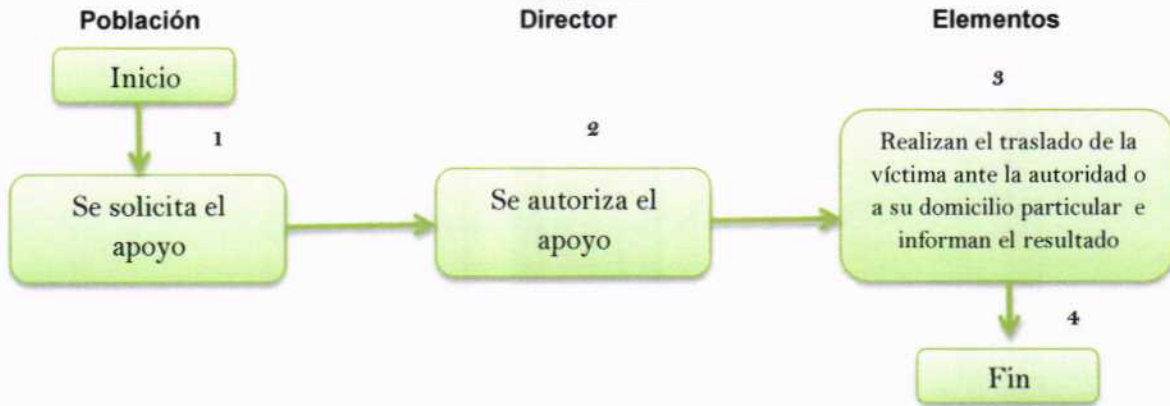 Población
Director
Elementos
Inicio
1
2
3
Se solicita el
apoyo
Se autoriza el
apoyo
Realizan el traslado de la
víctima ante la autoridad o
a su domicilio particular e
informan el resultado
4
Fin